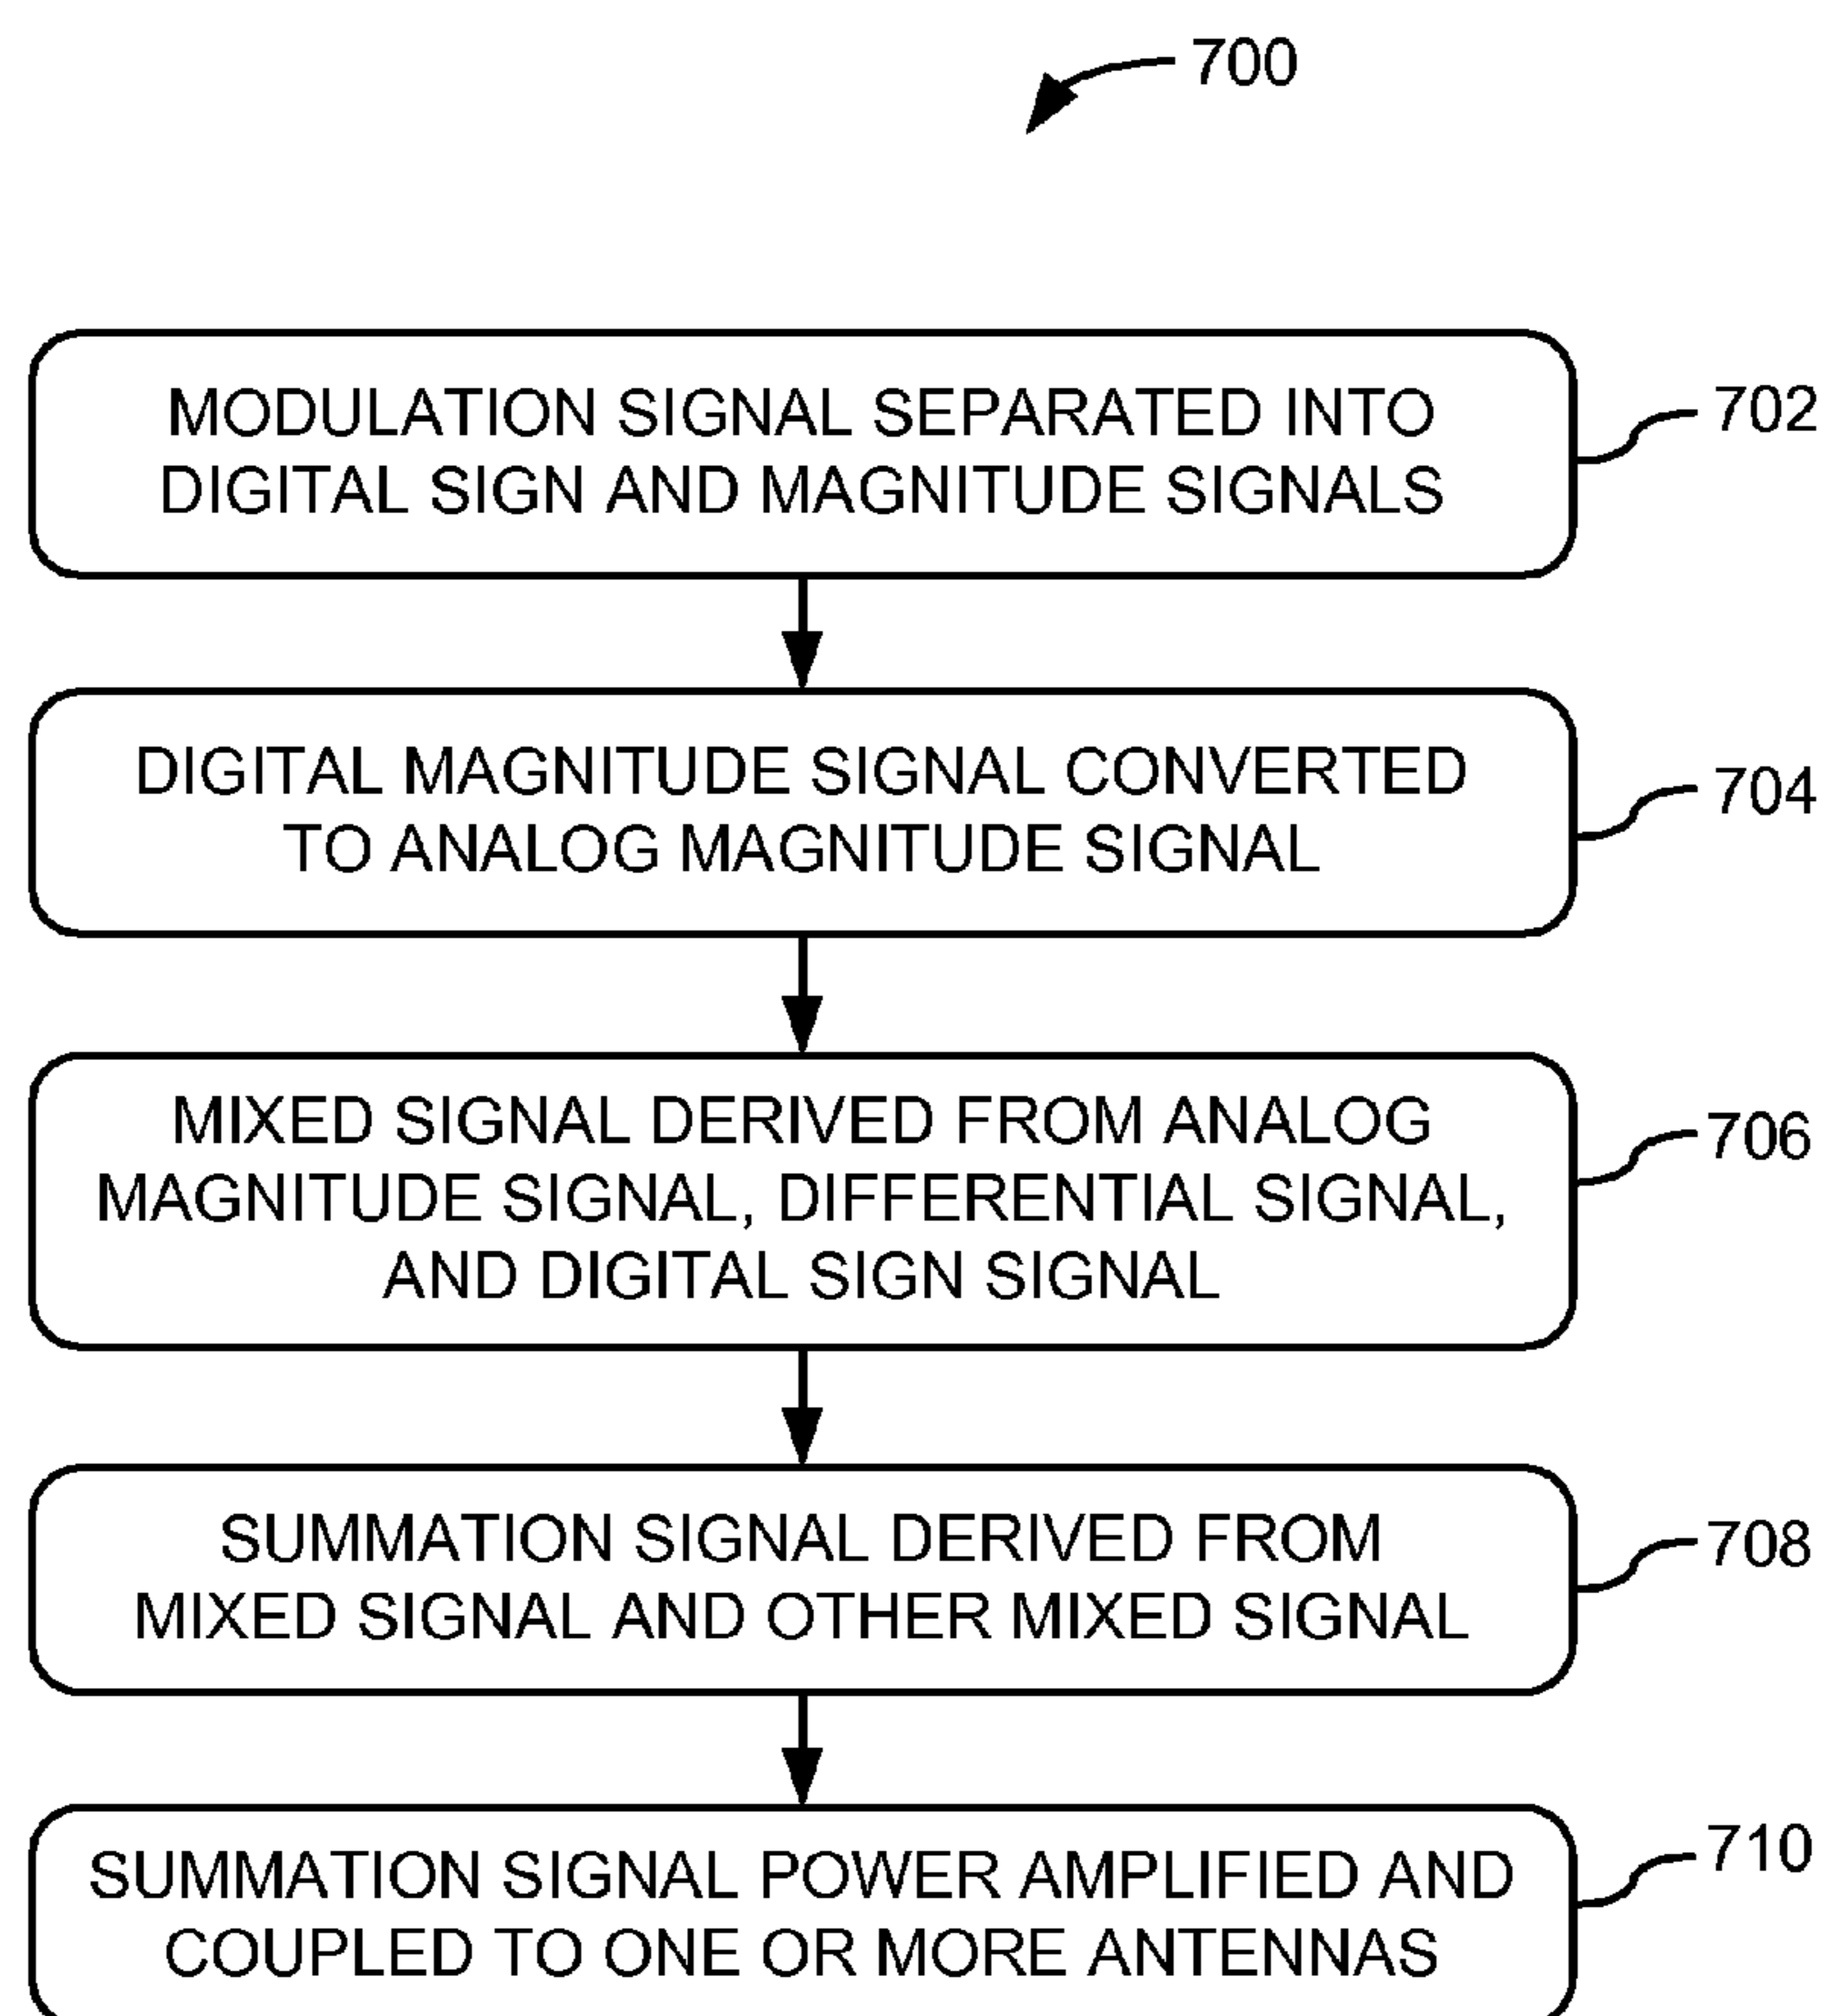 700
MODULATION SIGNAL SEPARATED INTO
DIGITAL SIGN AND MAGNITUDE SIGNALS
702
DIGITAL MAGNITUDE SIGNAL CONVERTED
TO ANALOG MAGNITUDE SIGNAL
704
MIXED SIGNAL DERIVED FROM ANALOG
MAGNITUDE SIGNAL, DIFFERENTIAL SIGNAL,
AND DIGITAL SIGN SIGNAL
706
SUMMATION SIGNAL DERIVED FROM
MIXED SIGNAL AND OTHER MIXED SIGNAL
708
SUMMATION SIGNAL POWER AMPLIFIED AND
COUPLED TO ONE OR MORE ANTENNAS
710